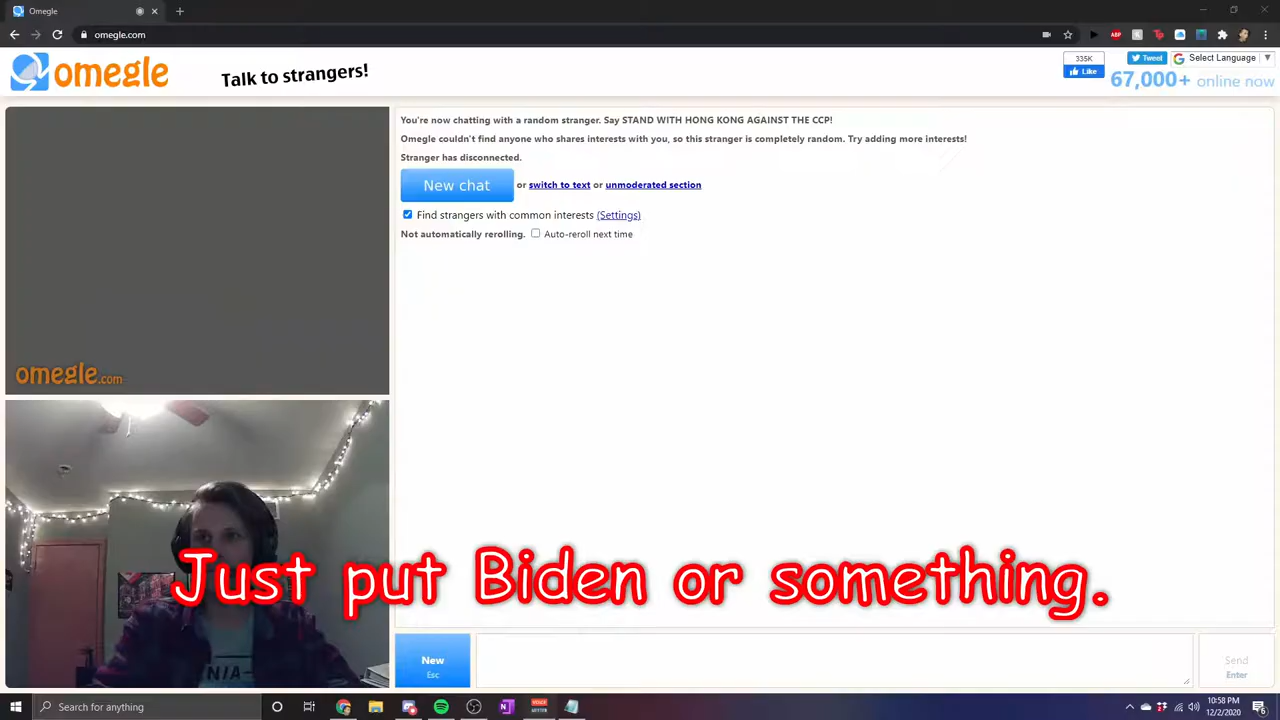 Omegle
omegle.com
omegle
Talk to strangers!
335K
Like
Tweet
Select Language
67,000+ online now
You're now chatting with a random stranger. Say STAND WITH HONG KONG AGAINST THE CCP!
Omegle couldn't find anyone who shares interests with you, so this stranger is completely random. Try adding more interests!
Stranger has disconnected.
New chat or switch to text or unmoderated section
Find strangers with common interests (Settings)
Not automatically rerolling. Auto-reroll next time
omegle.com
Just put Biden or something.
NIA
New
Esc
Send
Enter
Search for anything
10:58 PM
12/2/2020